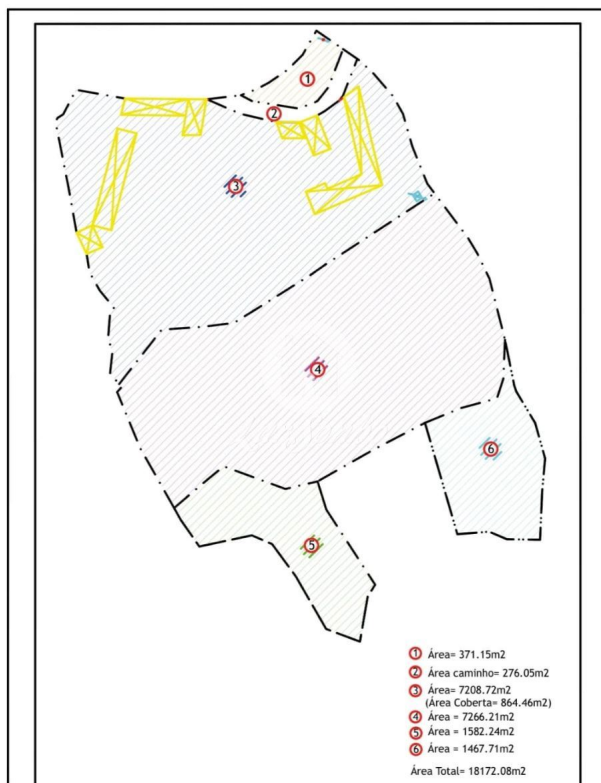 1
2
3
4
6
5
1 Área= 371.15m2
2 Área caminho= 276.05m2
3 Área= 7208.72m2
(Área Coberta= 864.46m2)
4 Área = 7266.21m2
5 Área = 1582.24m2
6 Área = 1467.71m2
Área Total= 18172.08m2